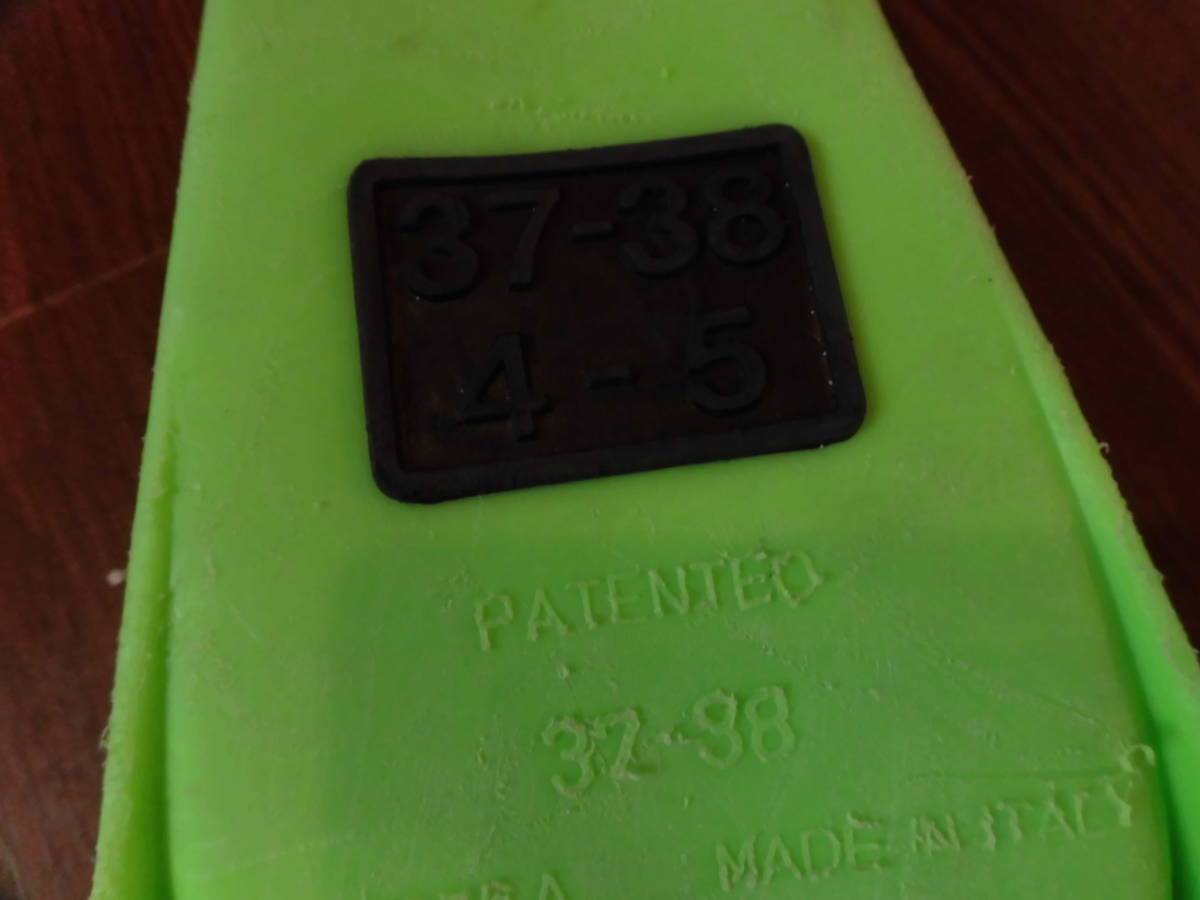 37-38
4-5
PATENTED
37-38
MADE IN ITALY